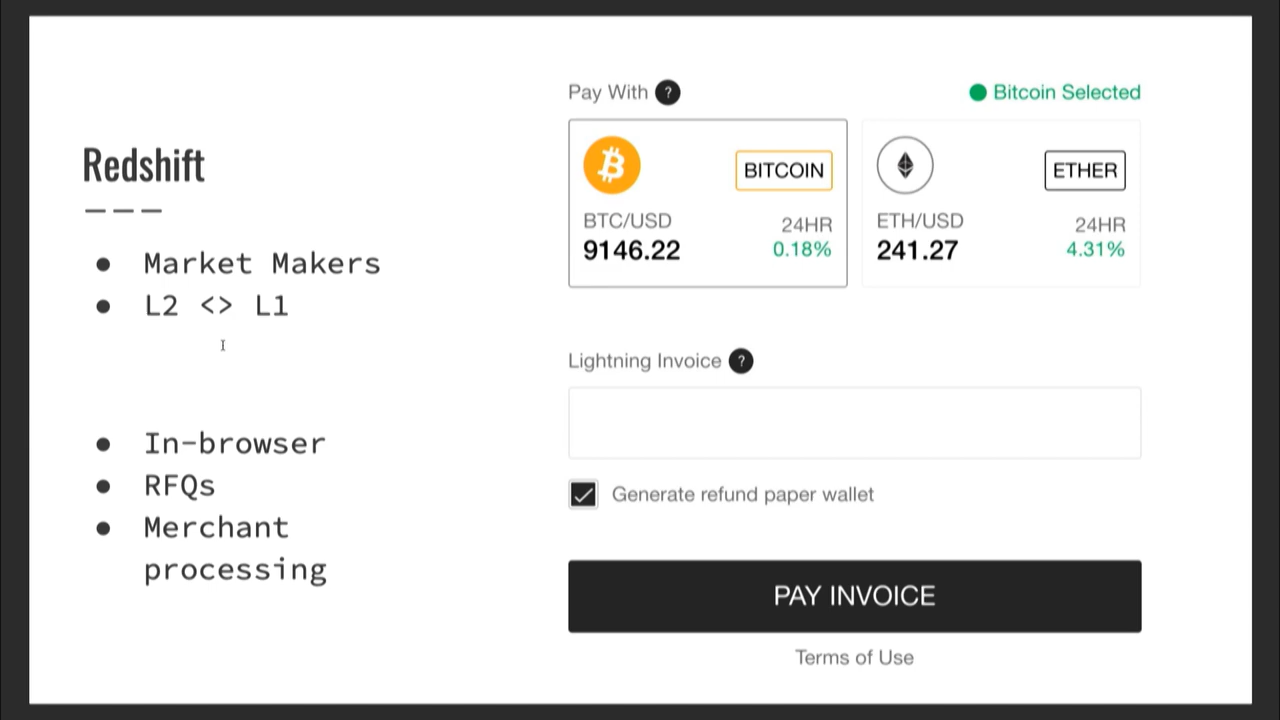 Redshift
Market Makers
L2 <> L1
In-browser
RFQs
Merchant
processing
Pay With ?
Bitcoin Selected
BITCOIN
BTC/USD 24HR
9146.22 0.18%
ETHER
ETH/USD 24HR
241.27 4.31%
Lightning Invoice ?
Generate refund paper wallet
PAY INVOICE
Terms of Use